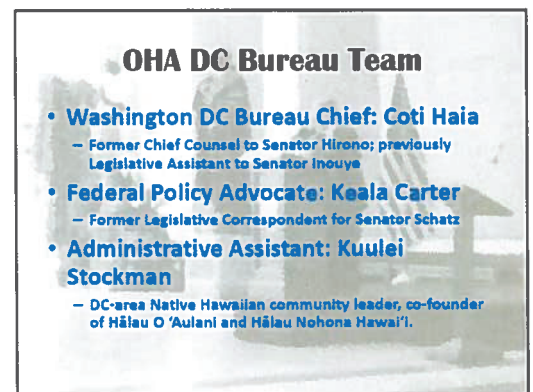 OHA DC Bureau Team
• Washington DC Bureau Chief: Coti Haia
– Former Chief Counsel to Senator Hirono; previously
Legislative Assistant to Senator Inouye
• Federal Policy Advocate: Keala Carter
– Former Legislative Correspondent for Senator Schatz
• Administrative Assistant: Kuulei
Stockman
– DC-area Native Hawaiian community leader, co-founder
of Hālau O ‘Aulani and Hālau Nohona Hawai‘i.